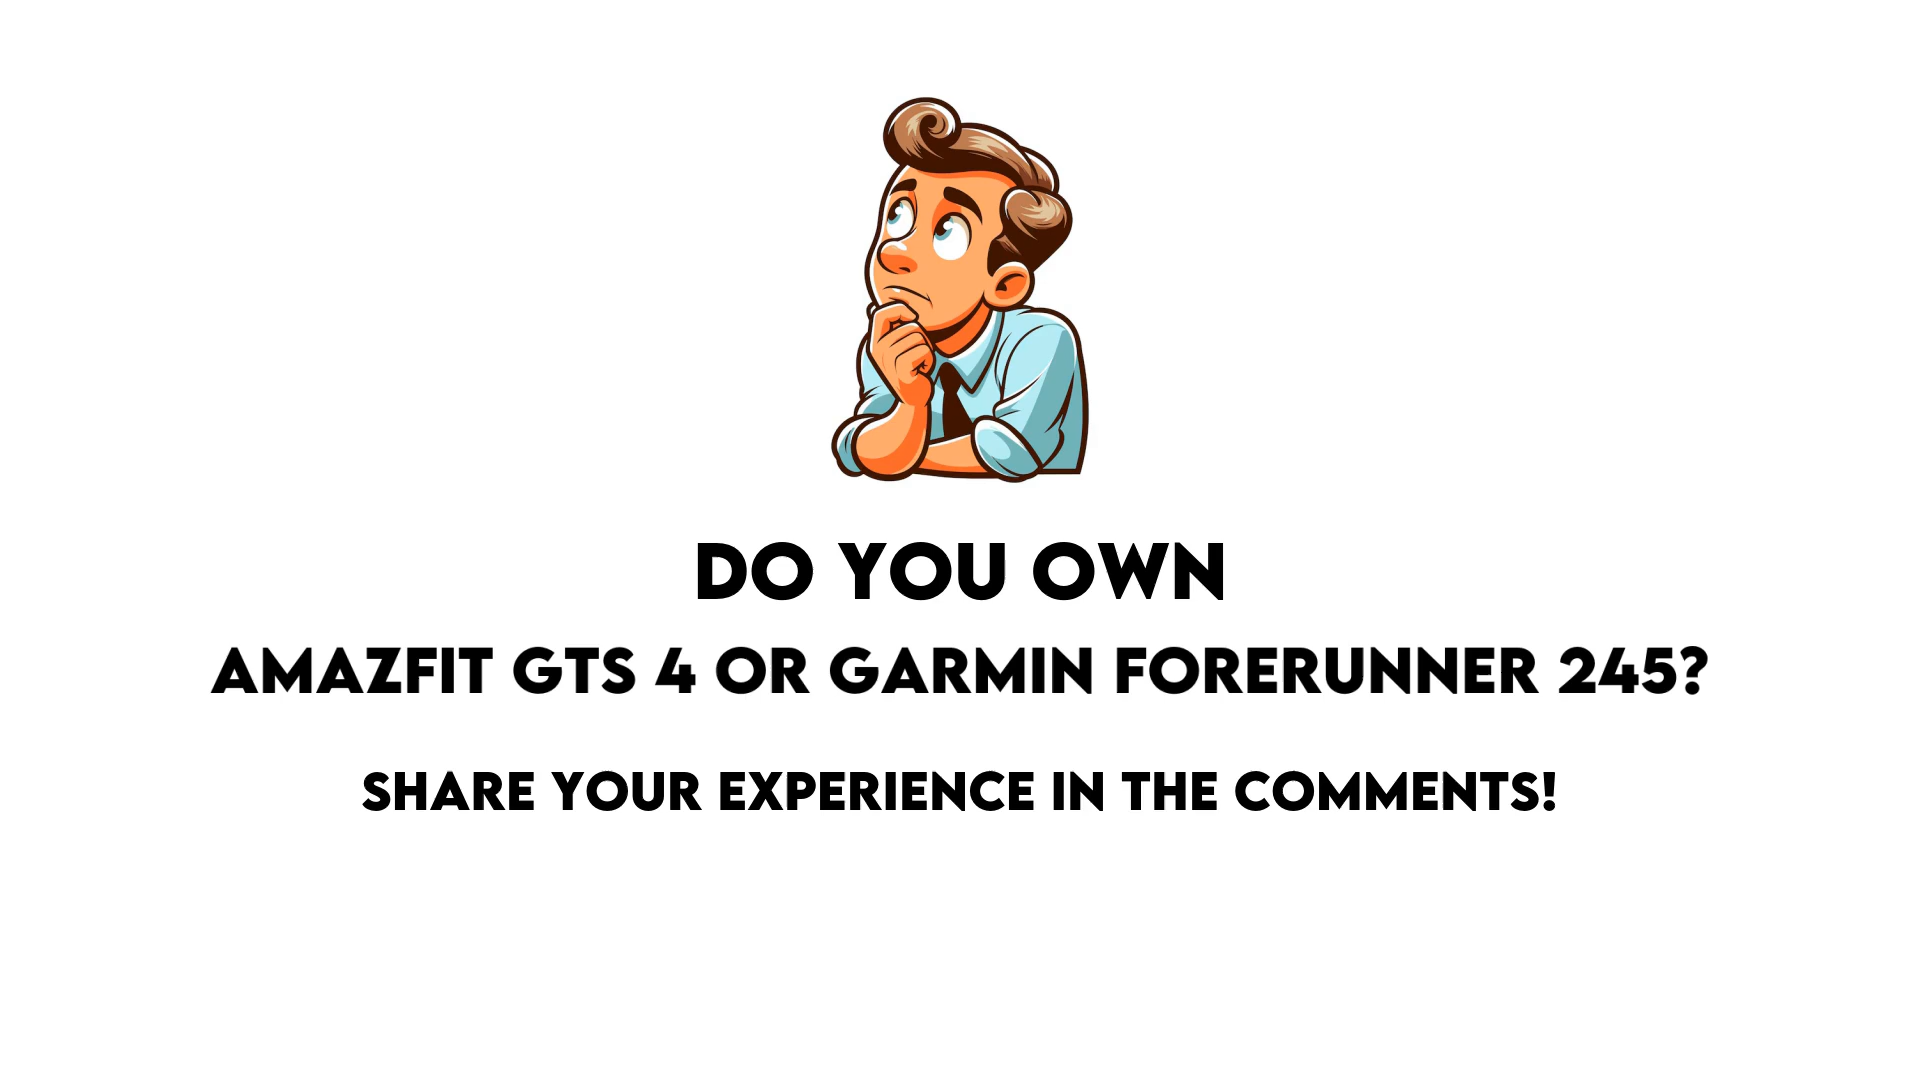 DO YOU OWN
AMAZFIT GTS 4 OR GARMIN FORERUNNER 245?
SHARE YOUR EXPERIENCE IN THE COMMENTS!